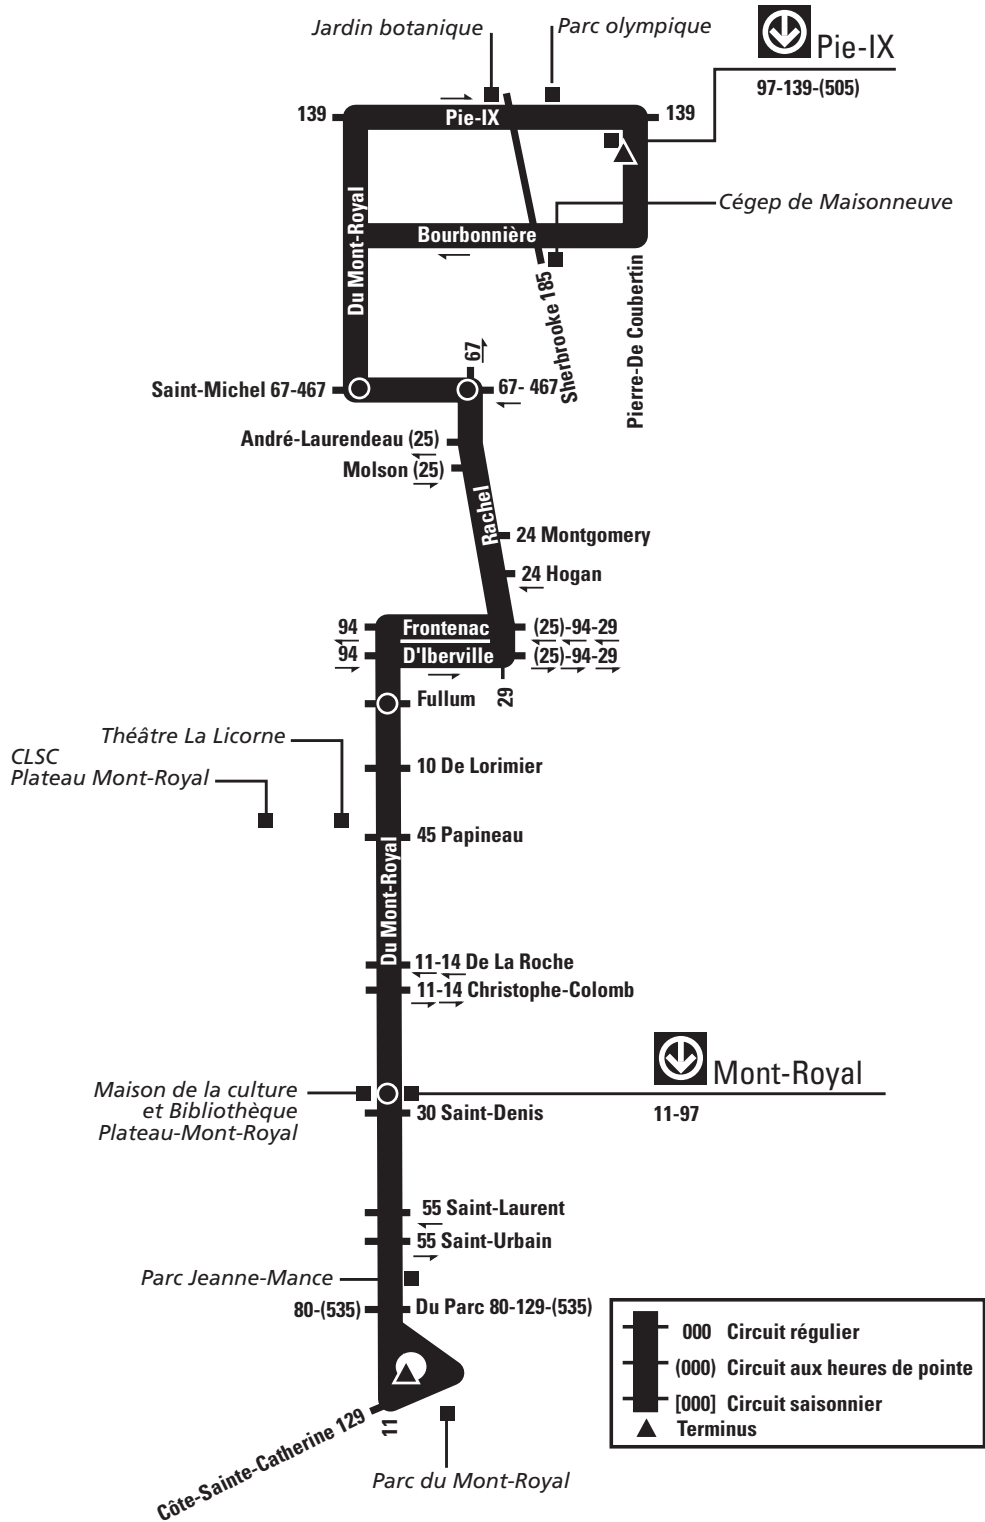 Jardin botanique
Parc olympique
Pie-IX
97-139-(505)
139
Pie-IX
139
Cégep de Maisonneuve
Du Mont-Royal
Bourbonnière
Sherbrooke 185
Pierre-De Coubertin
67
Saint-Michel 67-467
67- 467
André-Laurendeau (25)
Molson (25)
Rachel
24 Montgomery
24 Hogan
94
Frontenac
(25)-94-29
94
D'Iberville
(25)-94-29
29
Fullum
Théâtre La Licorne
CLSC
Plateau Mont-Royal
10 De Lorimier
45 Papineau
Du Mont-Royal
11-14 De La Roche
11-14 Christophe-Colomb
Mont-Royal
11-97
Maison de la culture
et Bibliothèque
Plateau-Mont-Royal
30 Saint-Denis
55 Saint-Laurent
55 Saint-Urbain
Parc Jeanne-Mance
80-(535)
Du Parc 80-129-(535)
Côte-Sainte-Catherine 129
11
Parc du Mont-Royal
000 Circuit régulier
(000) Circuit aux heures de pointe
[000] Circuit saisonnier
Terminus